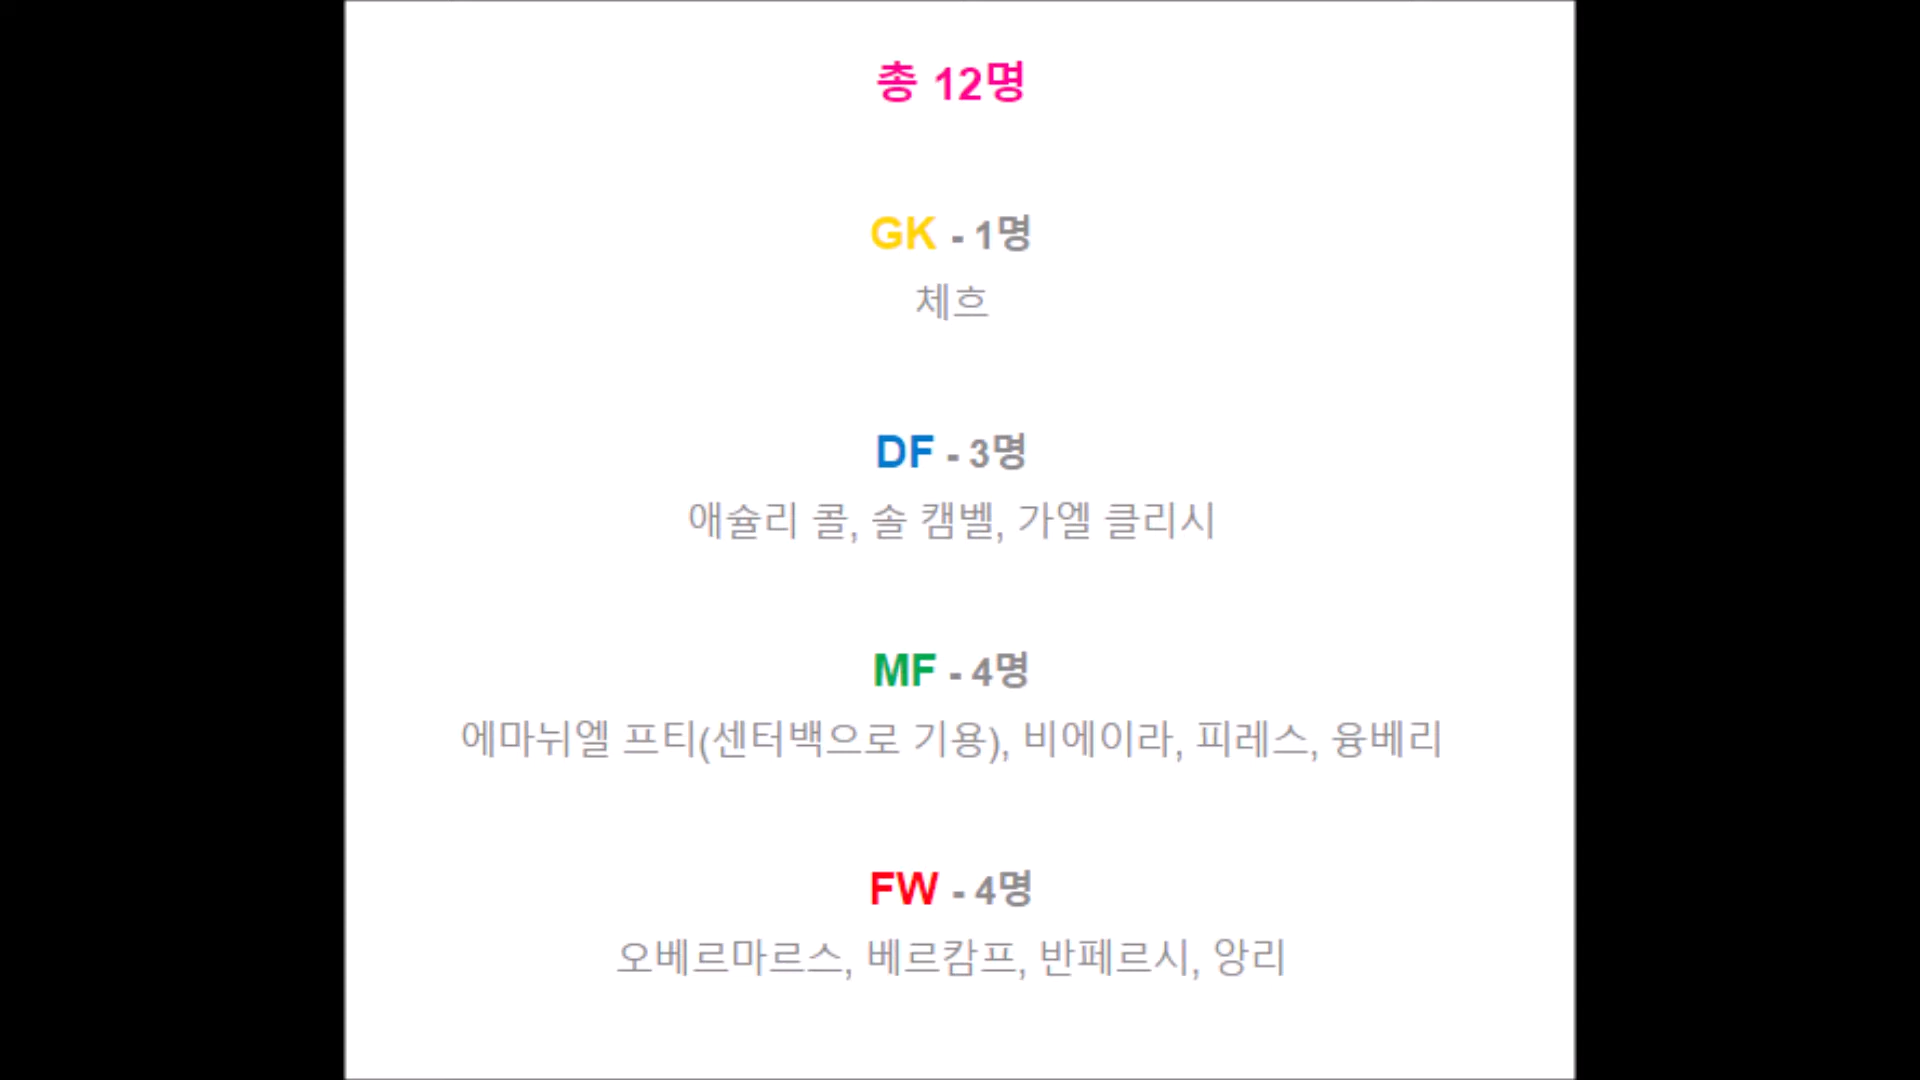 총 12명
GK - 1명
체흐
DF - 3명
애슐리 콜, 솔 캠벨, 가엘 클리시
MF - 4명
에마뉘엘 프티(센터백으로 기용), 비에이라, 피레스, 융베리
FW - 4명
오베르마르스, 베르캄프, 반페르시, 앙리